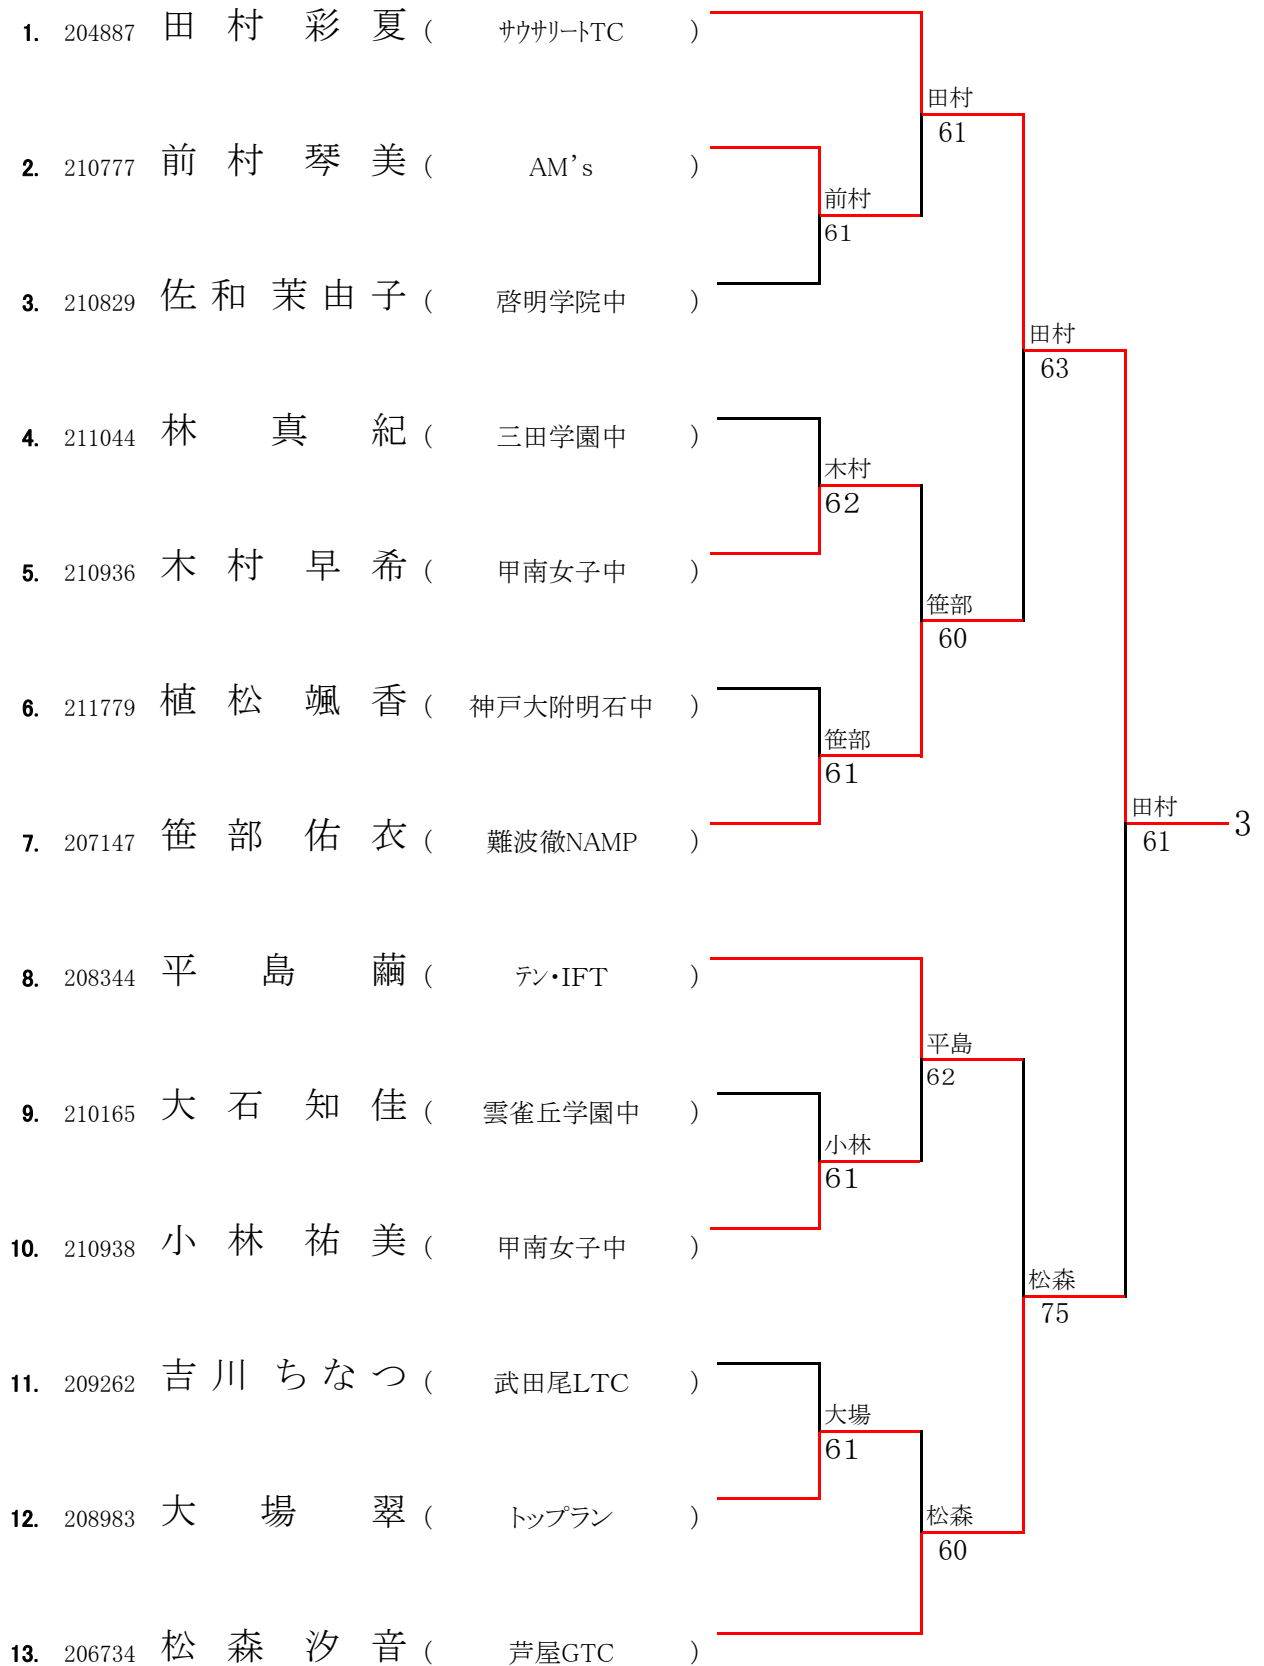 1. 204887 田村彩夏 ( サウサリートTC )
田村
61
2. 210777 前村琴美 ( AM's )
前村
61
3. 210829 佐和茉由子 ( 啓明学院中 )
田村
63
4. 211044 林真紀 ( 三田学園中 )
木村
62
5. 210936 木村早希 ( 甲南女子中 )
笹部
60
6. 211779 植松颯香 ( 神戸大附明石中 )
笹部
61
7. 207147 笹部佑衣 ( 難波徹NAMP )
田村
61
3
8. 208344 平島繭 ( テン・IFT )
平島
62
9. 210165 大石知佳 ( 雲雀丘学園中 )
小林
61
10. 210938 小林祐美 ( 甲南女子中 )
松森
75
11. 209262 吉川ちなつ ( 武田尾LTC )
大場
61
12. 208983 大場翠 ( トップラン )
松森
60
13. 206734 松森汐音 ( 芦屋GTC )